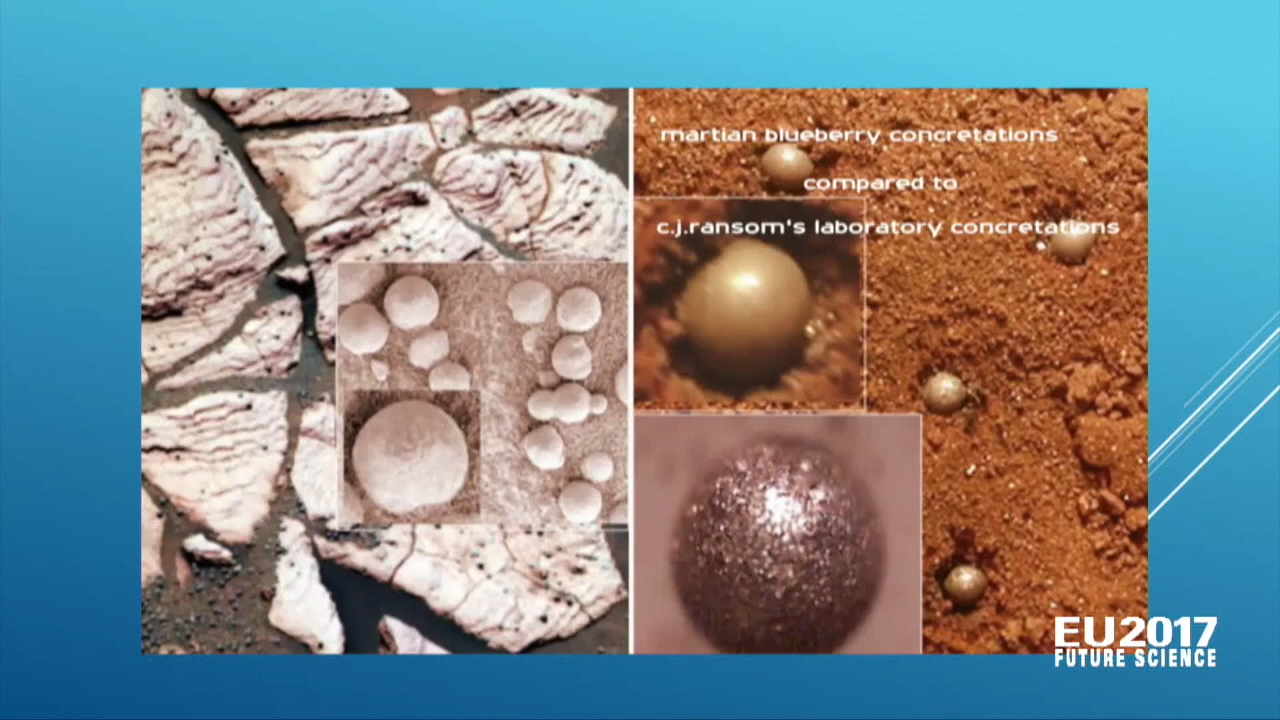 martian blueberry concretations
compared to
c.j.ransom's laboratory concretations
EU2017
FUTURE SCIENCE